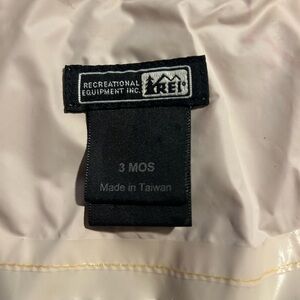 RECREATIONAL
EQUIPMENT INC.
REI®
3 MOS
Made in Taiwan